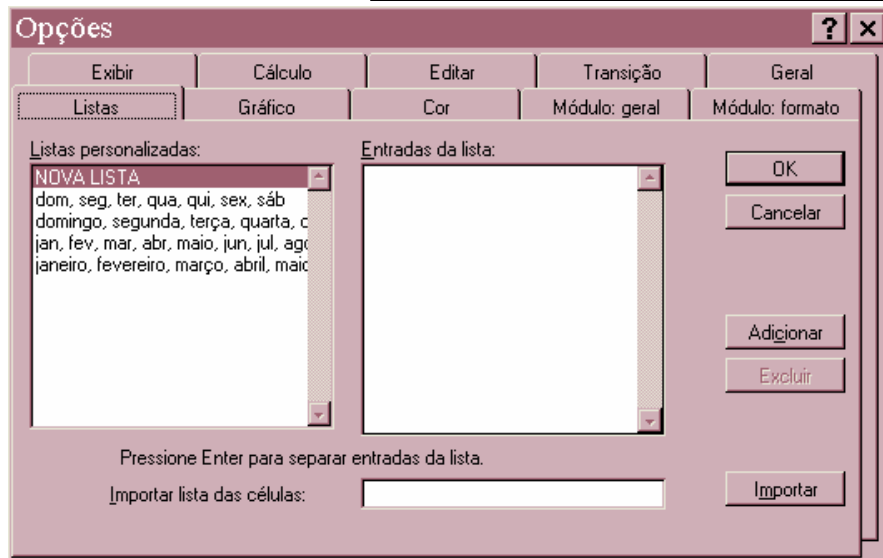 Opções
Exibir Cálculo Editar Transição Geral
Listas Gráfico Cor Módulo: geral Módulo: formato
Listas personalizadas: Entradas da lista:
NOVA LISTA
dom, seg, ter, qua, qui, sex, sáb
domingo, segunda, terça, quarta, c
jan, fev, mar, abr, maio, jun, jul, ago
janeiro, fevereiro, março, abril, maio
OK
Cancelar
Adicionar
Excluir
Pressione Enter para separar entradas da lista.
Importar lista das células: Importar